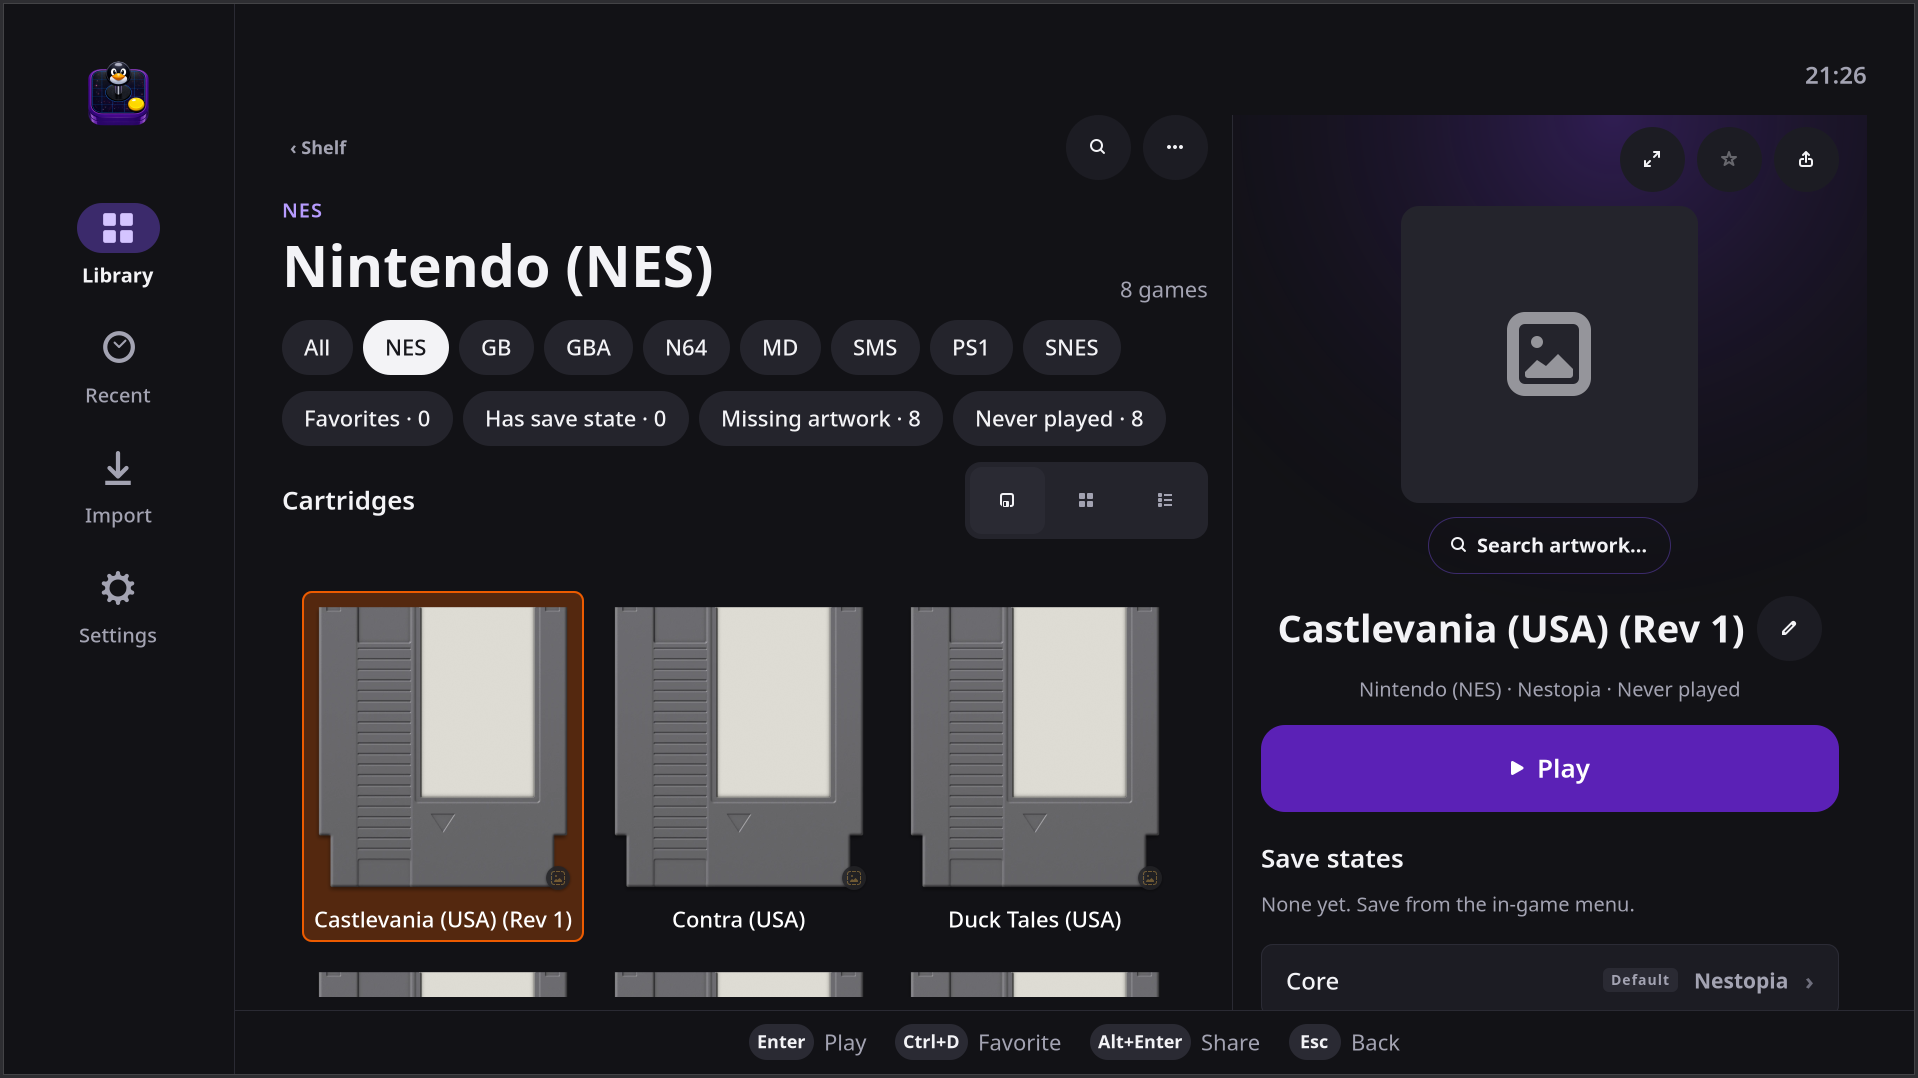 21:26
‹ Shelf
NES
Nintendo (NES)
8 games
All NES GB GBA N64 MD SMS PS1 SNES
Favorites · 0 Has save state · 0 Missing artwork · 8 Never played · 8
Cartridges
Castlevania (USA) (Rev 1) Contra (USA) Duck Tales (USA)
Library
Recent
Import
Settings
Search artwork...
Castlevania (USA) (Rev 1)
Nintendo (NES) · Nestopia · Never played
Play
Save states
None yet. Save from the in-game menu.
Core Default Nestopia ›
Enter Play Ctrl+D Favorite Alt+Enter Share Esc Back